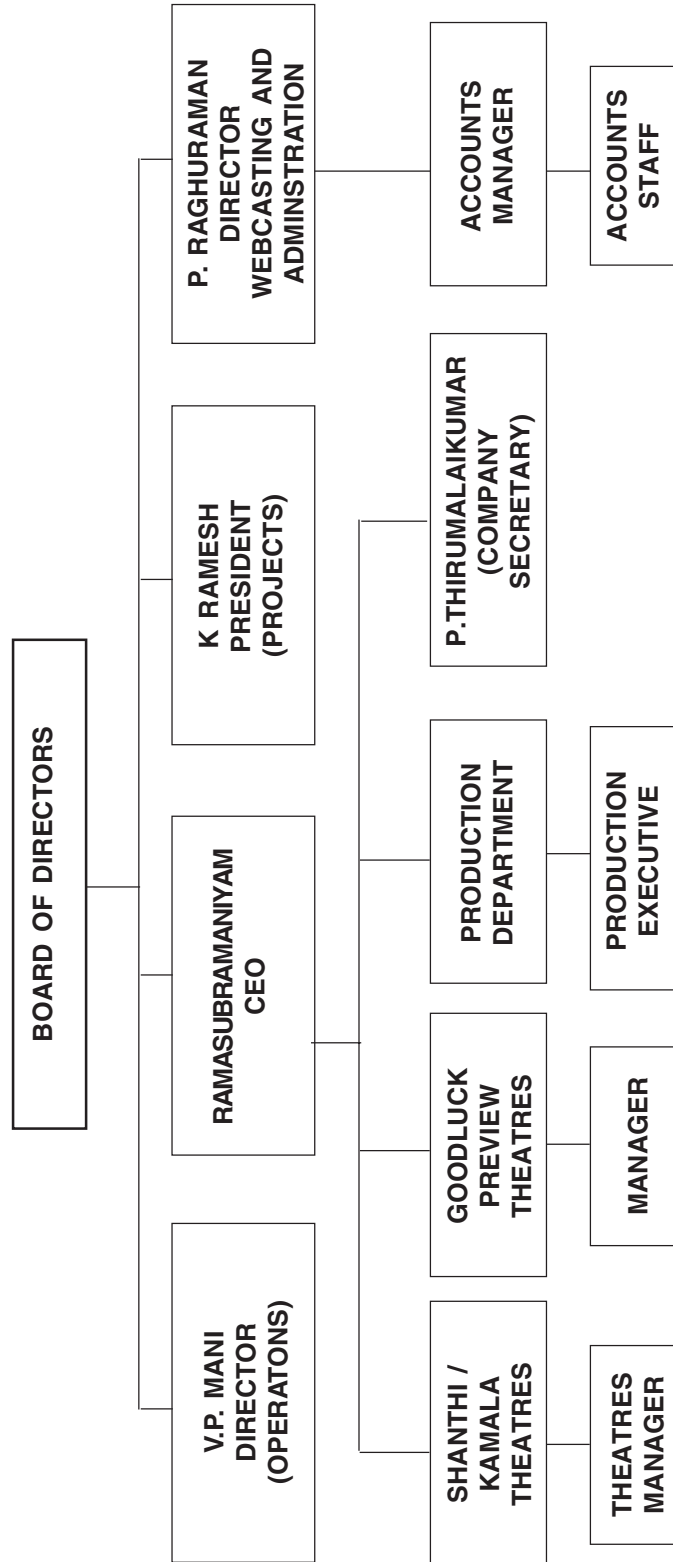 BOARD OF DIRECTORS
V.P. MANI
DIRECTOR
(OPERATONS)
RAMASUBRAMANIYAM
CEO
K RAMESH
PRESIDENT
(PROJECTS)
P. RAGHURAMAN
DIRECTOR
WEBCASTING AND
ADMINSTRATION
SHANTHI /
KAMALA
THEATRES
GOODLUCK
PREVIEW
THEATRES
PRODUCTION
DEPARTMENT
P.THIRUMALAIKUMAR
(COMPANY
SECRETARY)
ACCOUNTS
MANAGER
THEATRES
MANAGER
MANAGER
PRODUCTION
EXECUTIVE
ACCOUNTS
STAFF